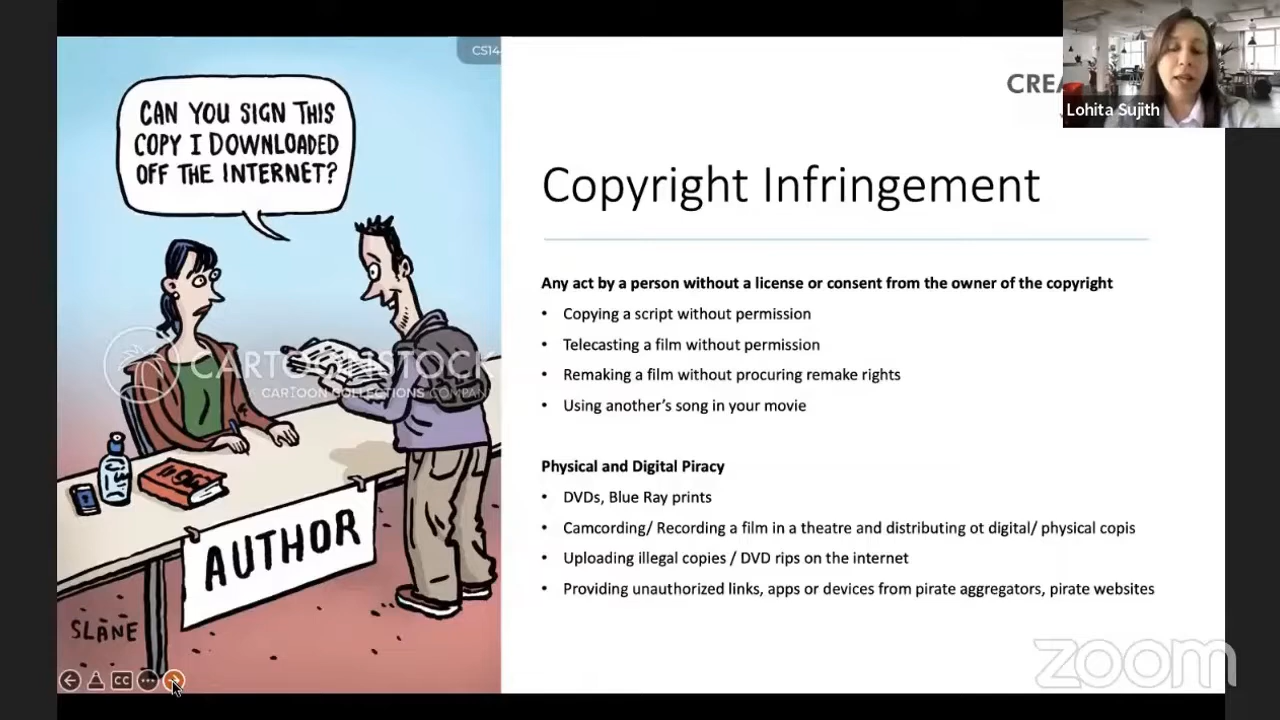 CS14
CAN YOU SIGN THIS
COPY I DOWNLOADED
OFF THE INTERNET?
CARTOONSTOCK
CARTOON COLLECTIONS COMPANY
AUTHOR
SLANE
CC
CREA
Lohita Sujith
Copyright Infringement
Any act by a person without a license or consent from the owner of the copyright
• Copying a script without permission
• Telecasting a film without permission
• Remaking a film without procuring remake rights
• Using another's song in your movie
Physical and Digital Piracy
• DVDs, Blue Ray prints
• Camcording/ Recording a film in a theatre and distributing ot digital/ physical copis
• Uploading illegal copies / DVD rips on the internet
• Providing unauthorized links, apps or devices from pirate aggregators, pirate websites
zoom